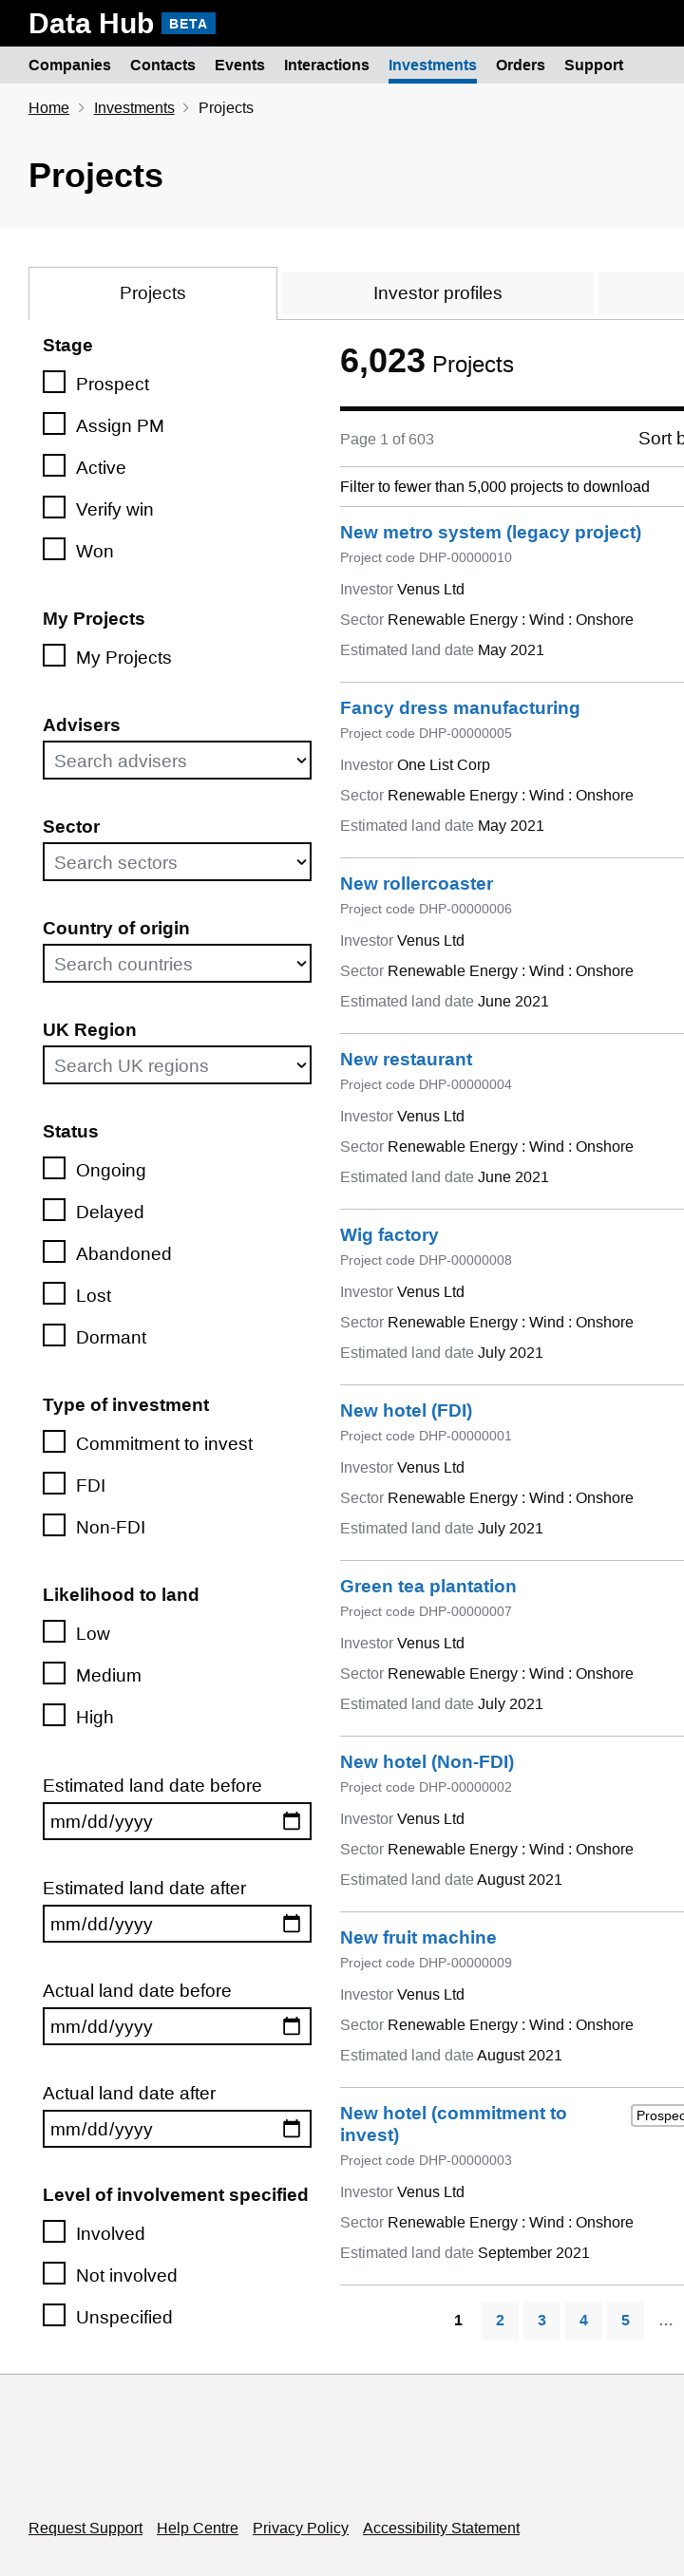 Data Hub BETA
Companies Contacts Events Interactions Investments Orders Support
Home Investments Projects
Projects
Projects Investor profiles
Stage
Prospect
Assign PM
Active
Verify win
Won
My Projects
My Projects
Advisers
Search advisers
Sector
Search sectors
Country of origin
Search countries
UK Region
Search UK regions
Status
Ongoing
Delayed
Abandoned
Lost
Dormant
Type of investment
Commitment to invest
FDI
Non-FDI
Likelihood to land
Low
Medium
High
Estimated land date before
mm/dd/yyyy
Estimated land date after
mm/dd/yyyy
Actual land date before
mm/dd/yyyy
Actual land date after
mm/dd/yyyy
Level of involvement specified
Involved
Not involved
Unspecified
6,023 Projects
Page 1 of 603
Sort
Filter to fewer than 5,000 projects to download
New metro system (legacy project)
Project code DHP-00000010
Investor Venus Ltd
Sector Renewable Energy : Wind : Onshore
Estimated land date May 2021
Fancy dress manufacturing
Project code DHP-00000005
Investor One List Corp
Sector Renewable Energy : Wind : Onshore
Estimated land date May 2021
New rollercoaster
Project code DHP-00000006
Investor Venus Ltd
Sector Renewable Energy : Wind : Onshore
Estimated land date June 2021
New restaurant
Project code DHP-00000004
Investor Venus Ltd
Sector Renewable Energy : Wind : Onshore
Estimated land date June 2021
Wig factory
Project code DHP-00000008
Investor Venus Ltd
Sector Renewable Energy : Wind : Onshore
Estimated land date July 2021
New hotel (FDI)
Project code DHP-00000001
Investor Venus Ltd
Sector Renewable Energy : Wind : Onshore
Estimated land date July 2021
Green tea plantation
Project code DHP-00000007
Investor Venus Ltd
Sector Renewable Energy : Wind : Onshore
Estimated land date July 2021
New hotel (Non-FDI)
Project code DHP-00000002
Investor Venus Ltd
Sector Renewable Energy : Wind : Onshore
Estimated land date August 2021
New fruit machine
Project code DHP-00000009
Investor Venus Ltd
Sector Renewable Energy : Wind : Onshore
Estimated land date August 2021
New hotel (commitment to
invest)
Project code DHP-00000003
Investor Venus Ltd
Sector Renewable Energy : Wind : Onshore
Estimated land date September 2021
1 2 3 4 5 …
Request Support Help Centre Privacy Policy Accessibility Statement